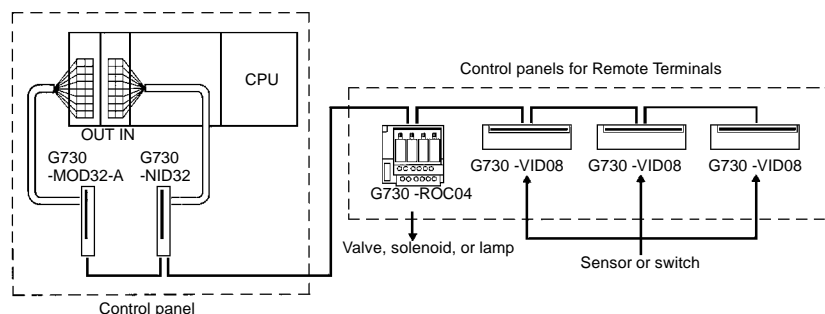 CPU
OUT IN
G730
-MOD32-A
G730
-NID32
Control panel
Control panels for Remote Terminals
G730 -ROC04
G730 -VID08
G730 -VID08
G730 -VID08
Valve, solenoid, or lamp
Sensor or switch